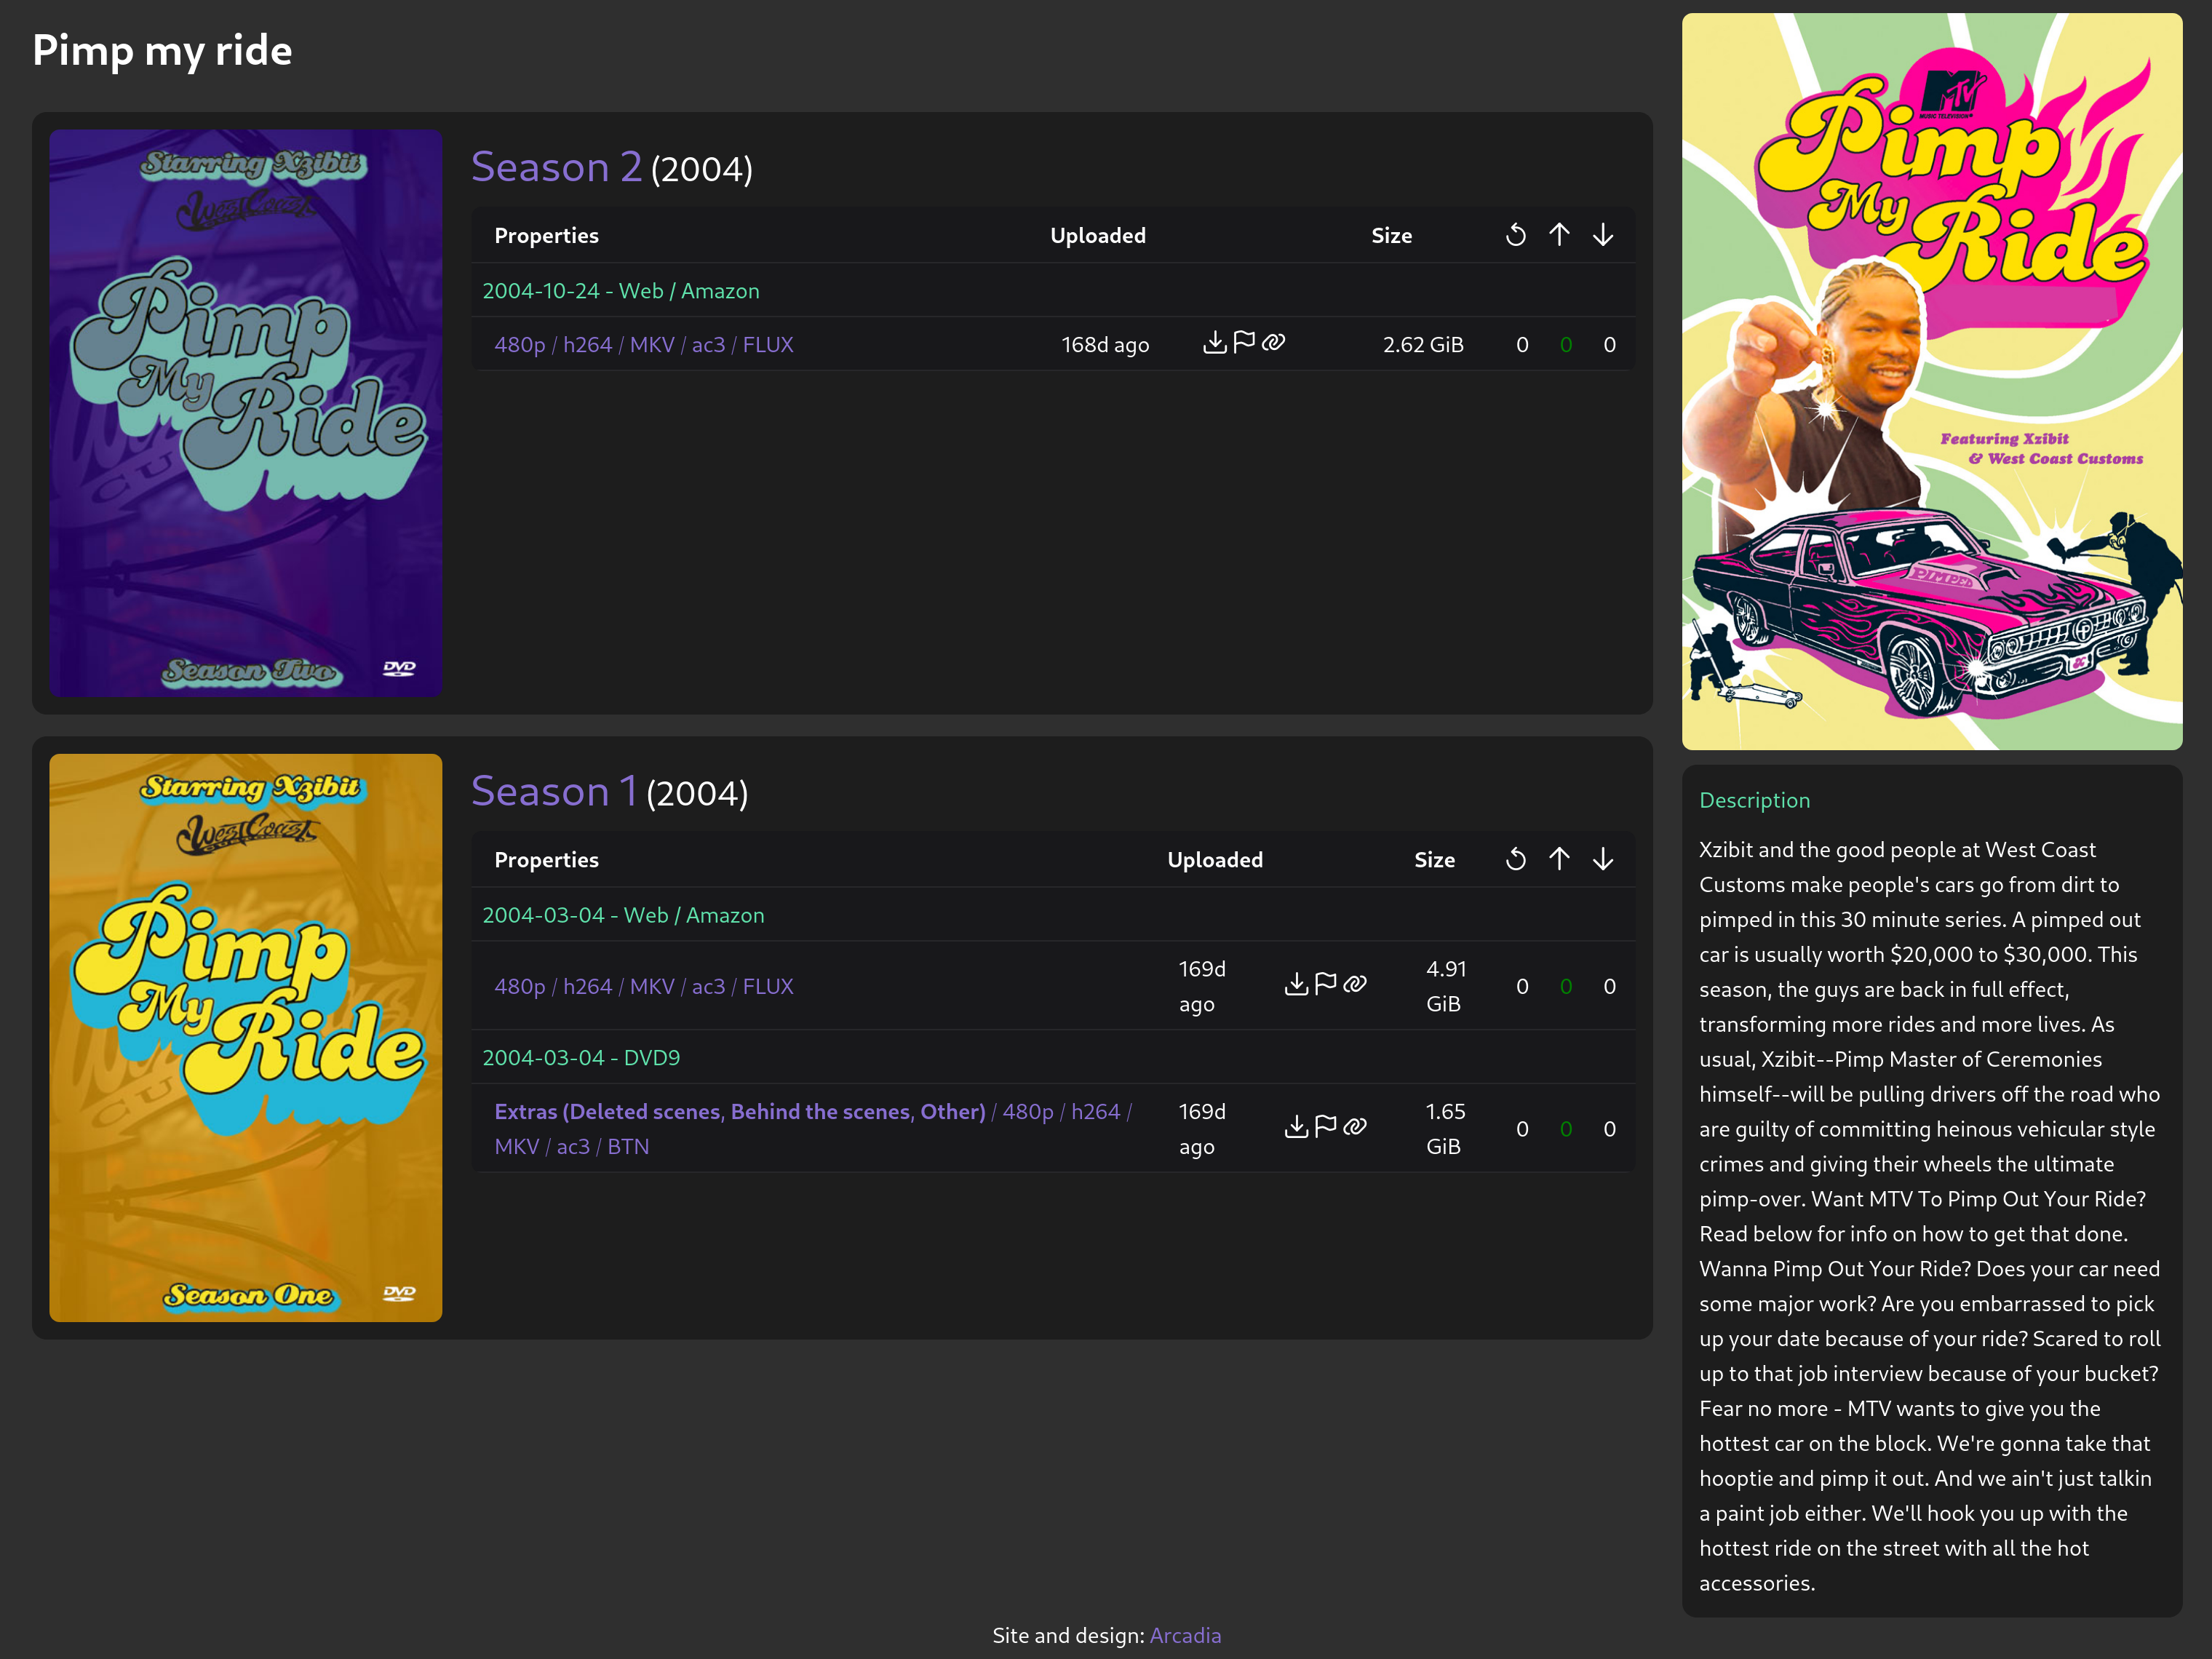 Pimp my ride
Starring Xzibit
West Coast
Pimp
My
Ride
Season Two
DVD
Season 2 (2004)
Properties Uploaded Size
2004-10-24 - Web / Amazon
480p / h264 / MKV / ac3 / FLUX 168d ago 2.62 GiB 0 0 0
Starring Xzibit
West Coast
Pimp
My
Ride
Season One
DVD
Season 1 (2004)
Properties Uploaded Size
2004-03-04 - Web / Amazon
480p / h264 / MKV / ac3 / FLUX 169d ago 4.91 GiB 0 0 0
2004-03-04 - DVD9
Extras (Deleted scenes, Behind the scenes, Other) / 480p / h264 /
MKV / ac3 / BTN 169d ago 1.65 GiB 0 0 0
MTV
MUSIC TELEVISION
Pimp
My
Ride
Featuring Xzibit
& West Coast Customs
PIMPED
Description
Xzibit and the good people at West Coast
Customs make people's cars go from dirt to
pimped in this 30 minute series. A pimped out
car is usually worth $20,000 to $30,000. This
season, the guys are back in full effect,
transforming more rides and more lives. As
usual, Xzibit--Pimp Master of Ceremonies
himself--will be pulling drivers off the road who
are guilty of committing heinous vehicular style
crimes and giving their wheels the ultimate
pimp-over. Want MTV To Pimp Out Your Ride?
Read below for info on how to get that done.
Wanna Pimp Out Your Ride? Does your car need
some major work? Are you embarrassed to pick
up your date because of your ride? Scared to roll
up to that job interview because of your bucket?
Fear no more - MTV wants to give you the
hottest car on the block. We're gonna take that
hooptie and pimp it out. And we ain't just talkin
a paint job either. We'll hook you up with the
hottest ride on the street with all the hot
accessories.
Site and design: Arcadia